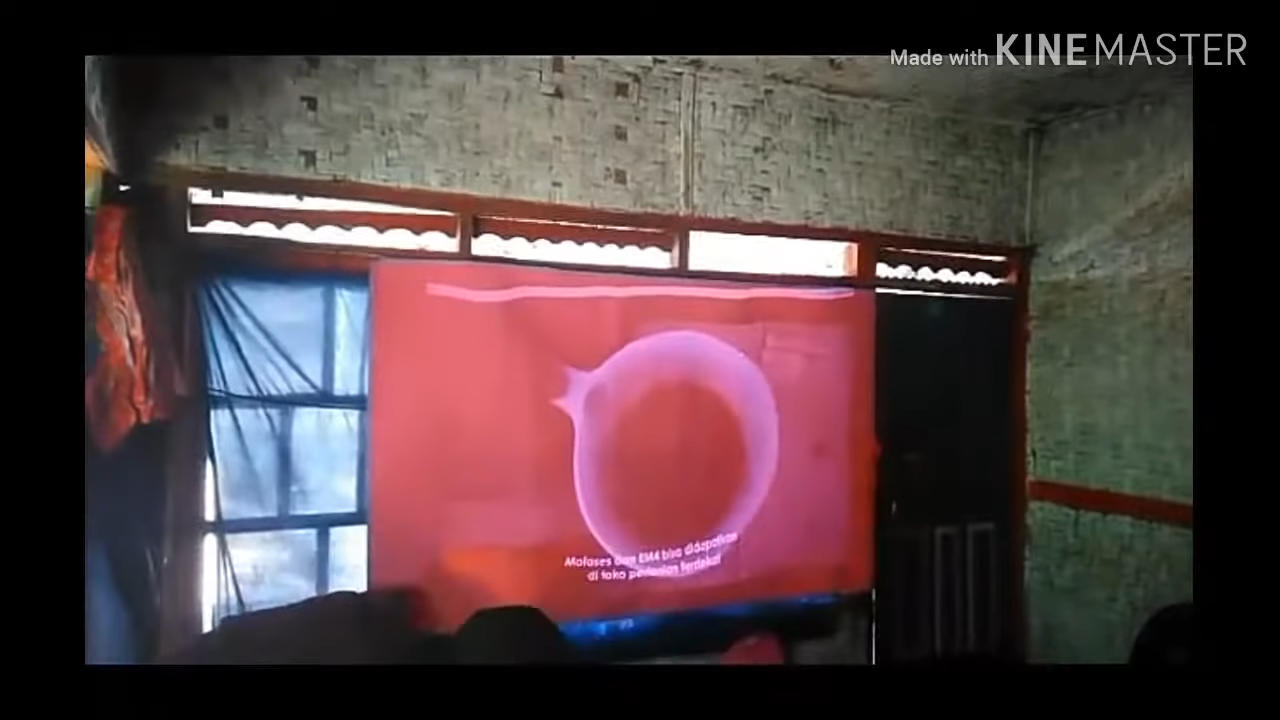 Made with KINEMASTER
Molases dan EM4 bisa didapatkan
di toko pertanian terdekat